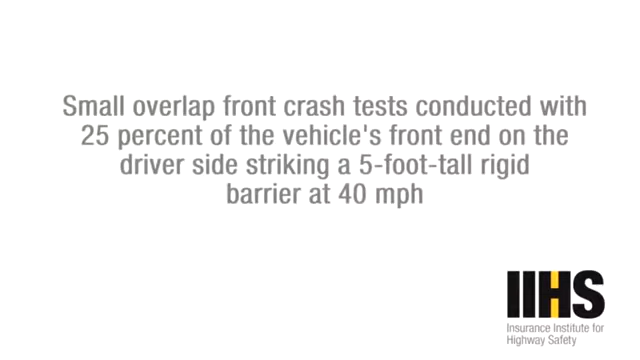 Small overlap front crash tests conducted with
25 percent of the vehicle's front end on the
driver side striking a 5-foot-tall rigid
barrier at 40 mph
IIHS
Insurance Institute for
Highway Safety